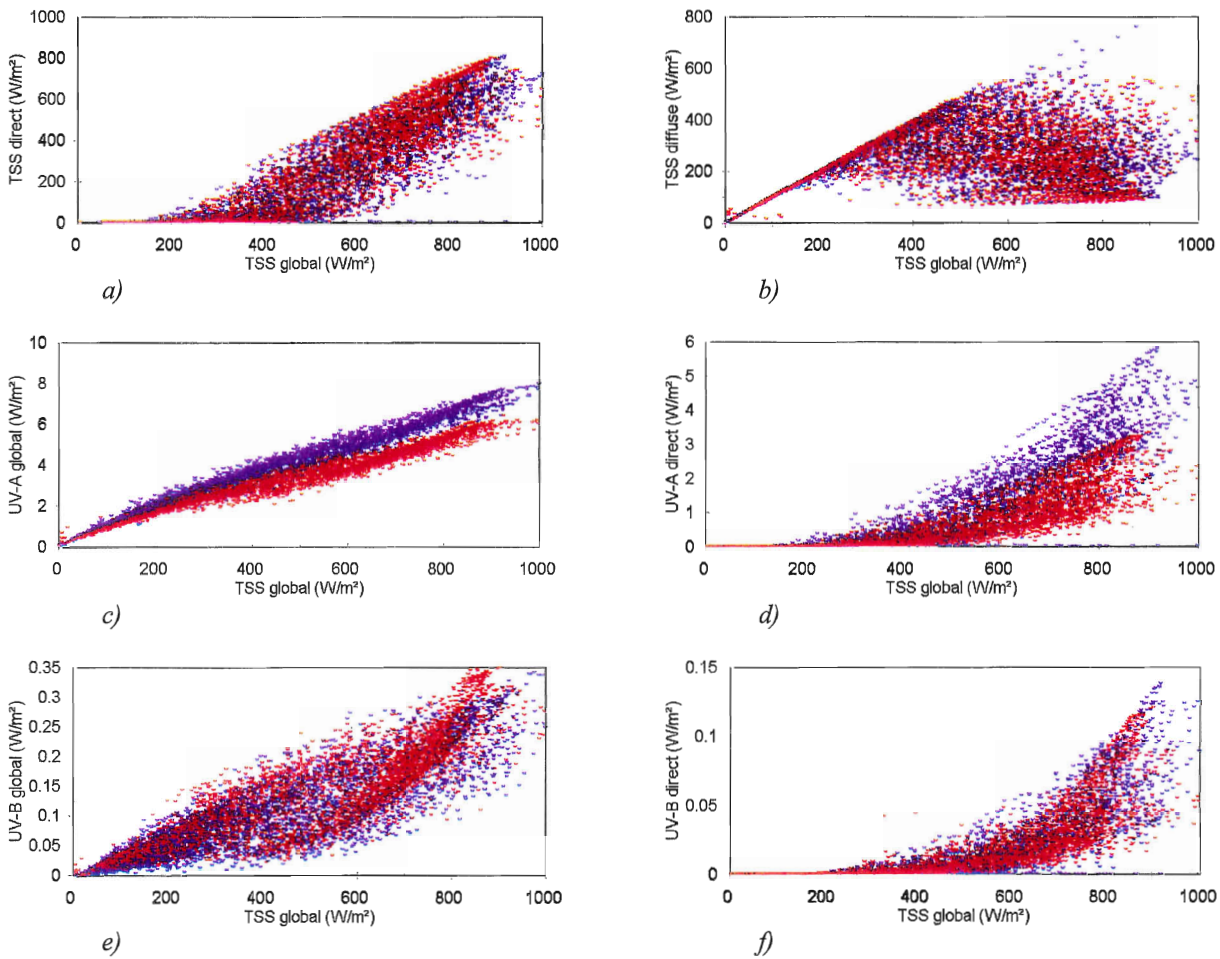 1000
800
600
400
200
0
TSS direct (W/m²)
0 200 400 600 800 1000
TSS global (W/m²)
a)
800
700
600
500
400
300
200
100
0
TSS diffuse (W/m²)
0 200 400 600 800 1000
TSS global (W/m²)
b)
10
8
6
4
2
0
UV-A global (W/m²)
0 200 400 600 800 1000
TSS global (W/m²)
c)
6
5
4
3
2
1
0
UV-A direct (W/m²)
0 200 400 600 800 1000
TSS global (W/m²)
d)
0.35
0.3
0.25
0.2
0.15
0.1
0.05
0
UV-B global (W/m²)
0 200 400 600 800 1000
TSS global (W/m²)
e)
0.15
0.1
0.05
0
UV-B direct (W/m²)
0 200 400 600 800 1000
TSS global (W/m²)
f)